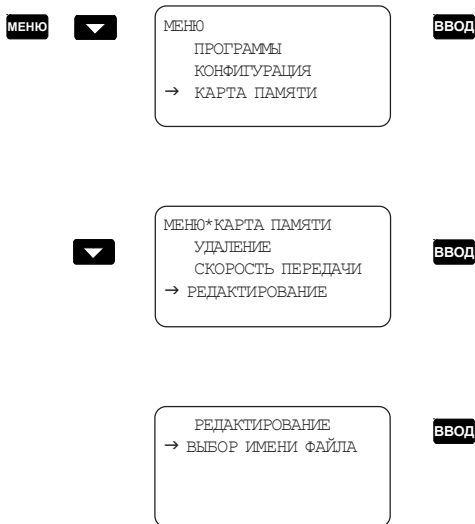 МЕНЮ
МЕНЮ
ВВОД
ПРОГРАММЫ
КОНФИГУРАЦИЯ
→ КАРТА ПАМЯТИ
МЕНЮ*КАРТА ПАМЯТИ
УДАЛЕНИЕ
ВВОД
СКОРОСТЬ ПЕРЕДАЧИ
→ РЕДАКТИРОВАНИЕ
РЕДАКТИРОВАНИЕ
ВВОД
→ ВЫБОР ИМЕНИ ФАЙЛА